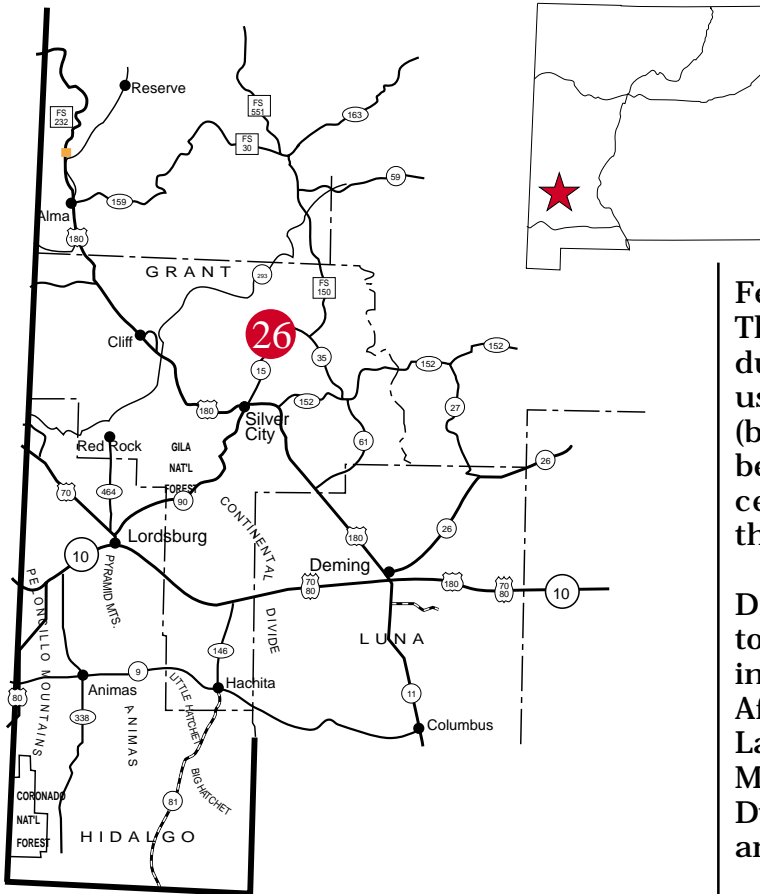 Reserve
FS
232
FS
551
163
FS
30
59
159
Alma
180
GRANT
293
FS
150
Cliff
26
15
35
152
152
180
152
Silver
City
27
Red Rock
GILA
NAT'L
FOREST
61
26
70
464
90
CONTINENTAL
DIVIDE
180
26
Lordsburg
10
PYRAMID MTS.
Deming
70
80
180
70
80
10
PELONCILLO MOUNTAINS
LUNA
146
9
Animas
Hachita
80
11
338
ANIMAS
LITTLE HATCHET
Columbus
BIG HATCHET
81
CORONADO
NAT'L
FOREST
HIDALGO
Fe
Th
du
us
(b
be
ce
th
D
to
in
Af
La
M
D
an